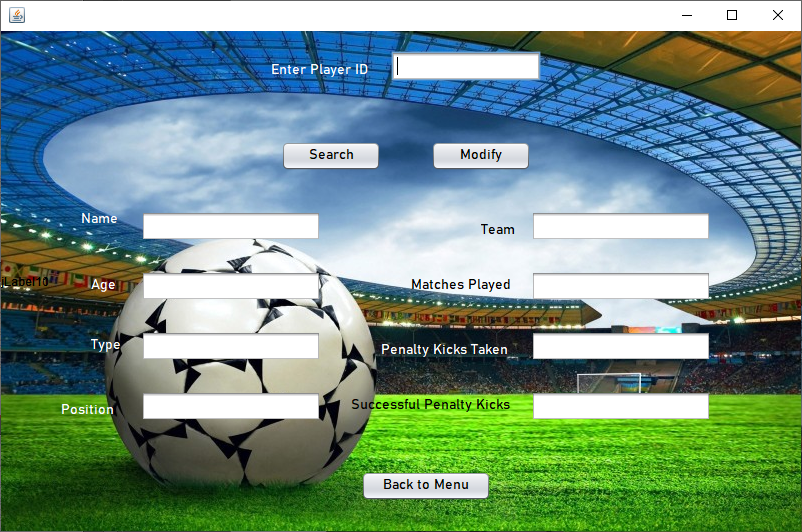 Enter Player ID
Search
Modify
Name
Team
jLabel10
Age
Matches Played
Type
Penalty Kicks Taken
Position
Successful Penalty Kicks
Back to Menu